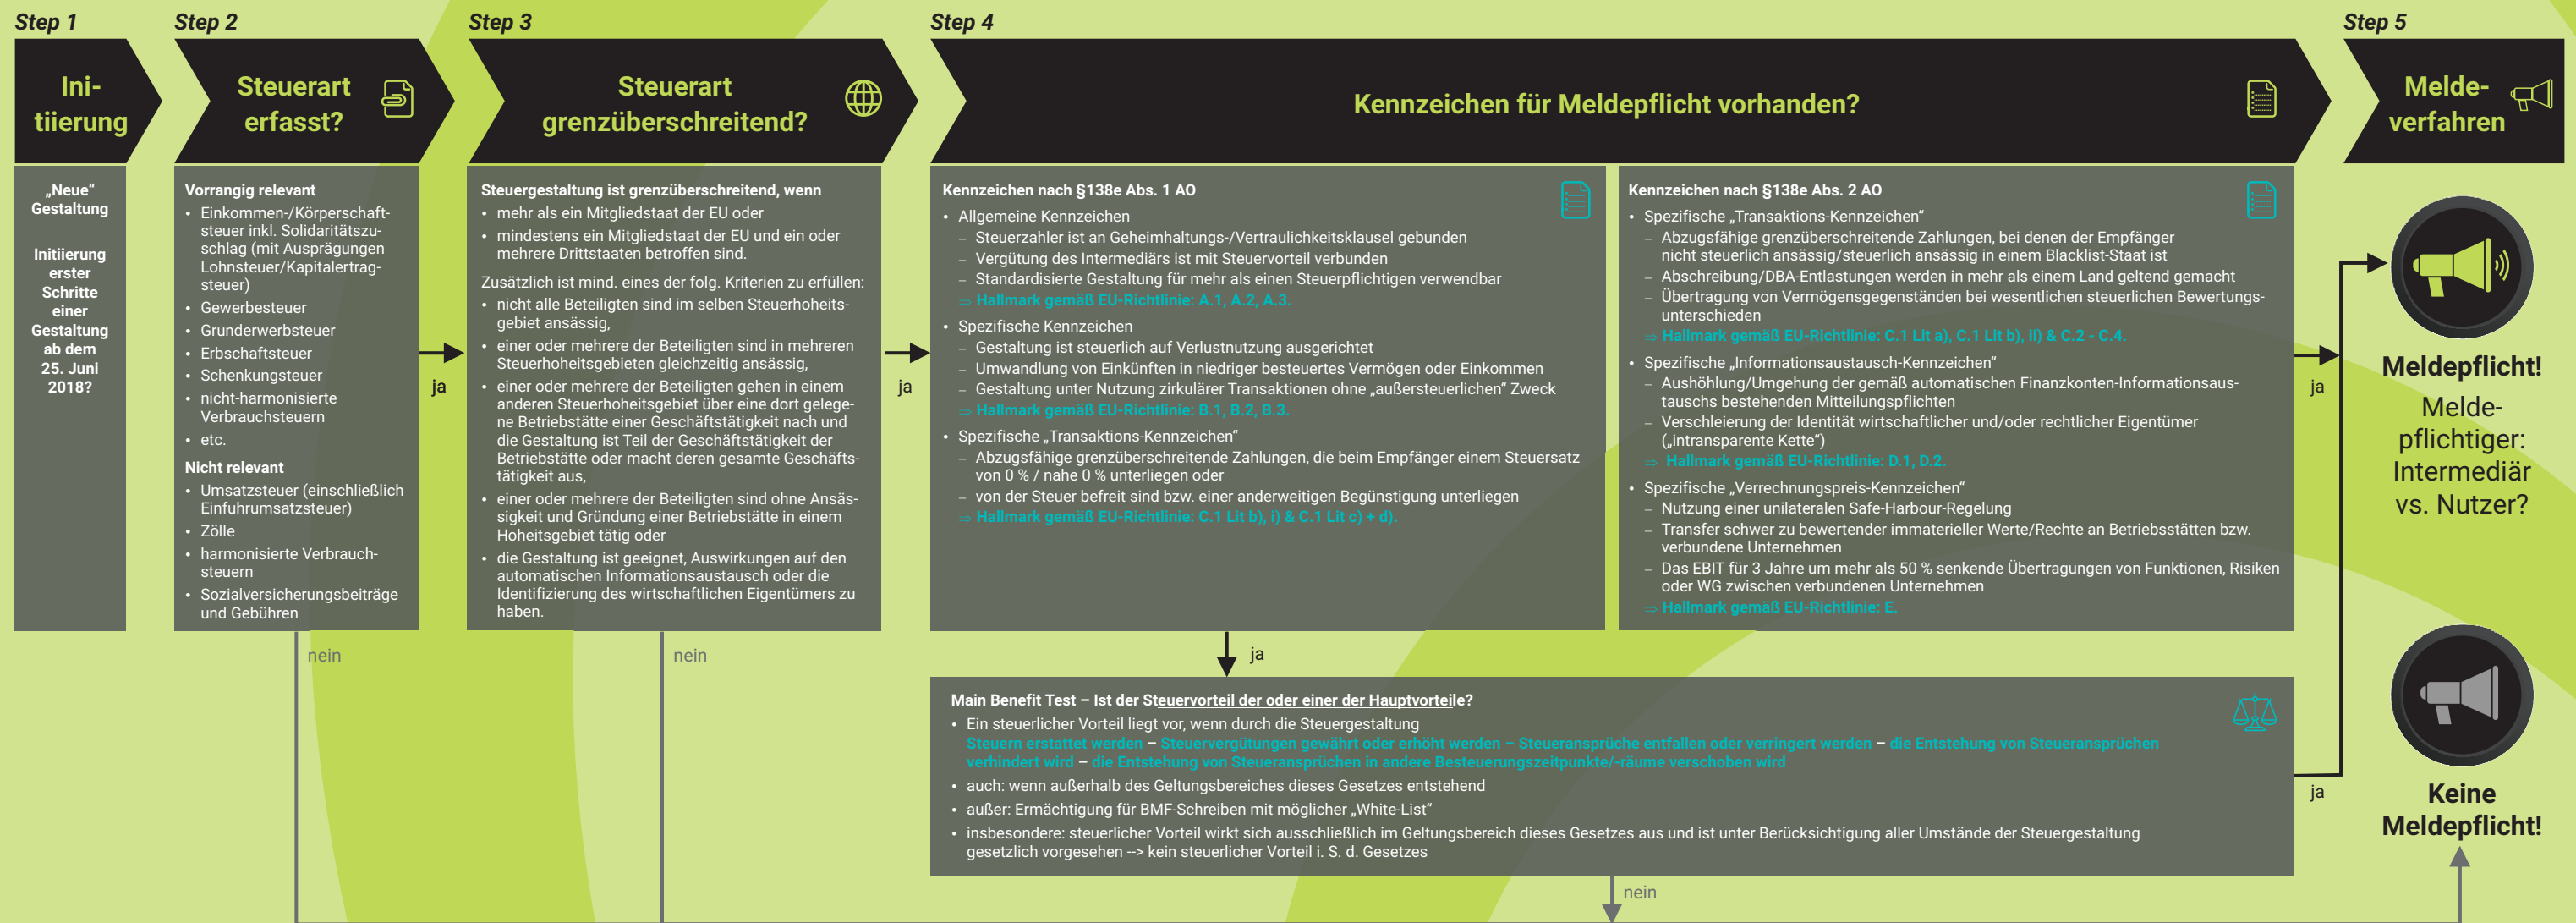 Step 1
Ini-
tiierung
„Neue“
Gestaltung
Initiierung
erster
Schritte
einer
Gestaltung
ab dem
25. Juni
2018?
Step 2
Steuerart
erfasst?
Vorrangig relevant
• Einkommen-/Körperschaft-
steuer inkl. Solidaritätszu-
schlag (mit Ausprägungen
Lohnsteuer/Kapitalertrag-
steuer)
• Gewerbesteuer
• Grunderwerbsteuer
• Erbschaftsteuer
• Schenkungsteuer
• nicht-harmonisierte
Verbrauchsteuern
• etc.
Nicht relevant
• Umsatzsteuer (einschließlich
Einfuhrumsatzsteuer)
• Zölle
• harmonisierte Verbrauch-
steuern
• Sozialversicherungsbeiträge
und Gebühren
ja
nein
Step 3
Steuerart
grenzüberschreitend?
Steuergestaltung ist grenzüberschreitend, wenn
• mehr als ein Mitgliedstaat der EU oder
• mindestens ein Mitgliedstaat der EU und ein oder
mehrere Drittstaaten betroffen sind.
Zusätzlich ist mind. eines der folg. Kriterien zu erfüllen:
• nicht alle Beteiligten sind im selben Steuerhoheits-
gebiet ansässig,
• einer oder mehrere der Beteiligten sind in mehreren
Steuerhoheitsgebieten gleichzeitig ansässig,
• einer oder mehrere der Beteiligten gehen in einem
anderen Steuerhoheitsgebiet über eine dort gelege-
ne Betriebstätte einer Geschäftstätigkeit nach und
die Gestaltung ist Teil der Geschäftstätigkeit der
Betriebstätte oder macht deren gesamte Geschäfts-
tätigkeit aus,
• einer oder mehrere der Beteiligten sind ohne Ansäs-
sigkeit und Gründung einer Betriebstätte in einem
Hoheitsgebiet tätig oder
• die Gestaltung ist geeignet, Auswirkungen auf den
automatischen Informationsaustausch oder die
Identifizierung des wirtschaftlichen Eigentümers zu
haben.
ja
nein
Step 4
Kennzeichen für Meldepflicht vorhanden?
Kennzeichen nach §138e Abs. 1 AO
• Allgemeine Kennzeichen
– Steuerzahler ist an Geheimhaltungs-/Vertraulichkeitsklausel gebunden
– Vergütung des Intermediärs ist mit Steuervorteil verbunden
– Standardisierte Gestaltung für mehr als einen Steuerpflichtigen verwendbar
⇒ Hallmark gemäß EU-Richtlinie: A.1, A.2, A.3.
• Spezifische Kennzeichen
– Gestaltung ist steuerlich auf Verlustnutzung ausgerichtet
– Umwandlung von Einkünften in niedriger besteuertes Vermögen oder Einkommen
– Gestaltung unter Nutzung zirkulärer Transaktionen ohne „außersteuerlichen“ Zweck
⇒ Hallmark gemäß EU-Richtlinie: B.1, B.2, B.3.
• Spezifische „Transaktions-Kennzeichen“
– Abzugsfähige grenzüberschreitende Zahlungen, die beim Empfänger einem Steuersatz
von 0 % / nahe 0 % unterliegen oder
– von der Steuer befreit sind bzw. einer anderweitigen Begünstigung unterliegen
⇒ Hallmark gemäß EU-Richtlinie: C.1 Lit b), i) & C.1 Lit c) + d).
ja
Kennzeichen nach §138e Abs. 2 AO
• Spezifische „Transaktions-Kennzeichen“
– Abzugsfähige grenzüberschreitende Zahlungen, bei denen der Empfänger
nicht steuerlich ansässig/steuerlich ansässig in einem Blacklist-Staat ist
– Abschreibung/DBA-Entlastungen werden in mehr als einem Land geltend gemacht
– Übertragung von Vermögensgegenständen bei wesentlichen steuerlichen Bewertungs-
unterschieden
⇒ Hallmark gemäß EU-Richtlinie: C.1 Lit a), C.1 Lit b), ii) & C.2 - C.4.
• Spezifische „Informationsaustausch-Kennzeichen“
– Aushöhlung/Umgehung der gemäß automatischen Finanzkonten-Informationsaus-
tauschs bestehenden Mitteilungspflichten
– Verschleierung der Identität wirtschaftlicher und/oder rechtlicher Eigentümer
(„intransparente Kette“)
⇒ Hallmark gemäß EU-Richtlinie: D.1, D.2.
• Spezifische „Verrechnungspreis-Kennzeichen“
– Nutzung einer unilateralen Safe-Harbour-Regelung
– Transfer schwer zu bewertender immaterieller Werte/Rechte an Betriebsstätten bzw.
verbundene Unternehmen
– Das EBIT für 3 Jahre um mehr als 50 % senkende Übertragungen von Funktionen, Risiken
oder WG zwischen verbundenen Unternehmen
⇒ Hallmark gemäß EU-Richtlinie: E.
ja
Main Benefit Test – Ist der Steuervorteil der oder einer der Hauptvorteile?
• Ein steuerlicher Vorteil liegt vor, wenn durch die Steuergestaltung
Steuern erstattet werden – Steuervergütungen gewährt oder erhöht werden – Steueransprüche entfallen oder verringert werden – die Entstehung von Steueransprüchen
verhindert wird – die Entstehung von Steueransprüchen in andere Besteuerungszeitpunkte/-räume verschoben wird
• auch: wenn außerhalb des Geltungsbereiches dieses Gesetzes entstehend
• außer: Ermächtigung für BMF-Schreiben mit möglicher „White-List“
• insbesondere: steuerlicher Vorteil wirkt sich ausschließlich im Geltungsbereich dieses Gesetzes aus und ist unter Berücksichtigung aller Umstände der Steuergestaltung
gesetzlich vorgesehen --> kein steuerlicher Vorteil i. S. d. Gesetzes
ja
nein
Step 5
Melde-
verfahren
Meldepflicht!
Melde-
pflichtiger:
Intermediär
vs. Nutzer?
Keine
Meldepflicht!